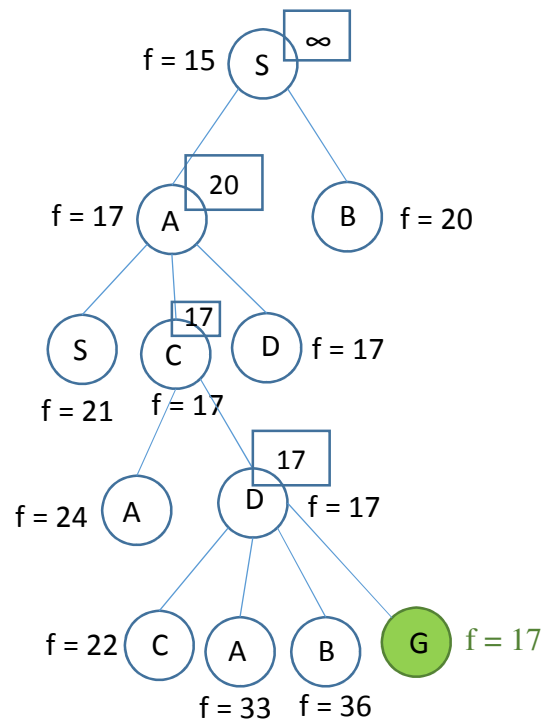 ∞
f = 15 S
20
f = 17 A B f = 20
17
S C D f = 17
f = 21 f = 17
17
f = 24 A D f = 17
f = 22 C A B G f = 17
f = 33 f = 36